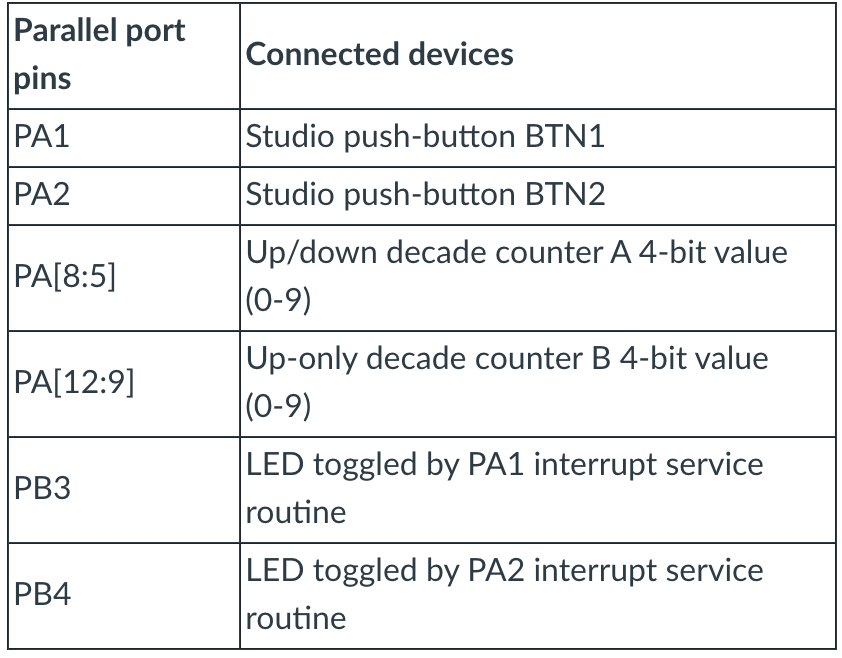 Parallel port
pins
Connected devices
PA1
Studio push-button BTN1
PA2
Studio push-button BTN2
PA[8:5]
Up/down decade counter A 4-bit value
(0-9)
PA[12:9]
Up-only decade counter B 4-bit value
(0-9)
PB3
LED toggled by PA1 interrupt service
routine
PB4
LED toggled by PA2 interrupt service
routine